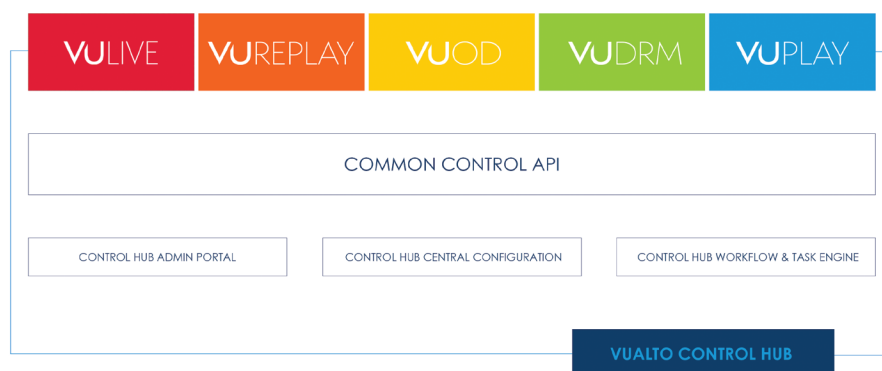 VULIVE
VUREPLAY
VUOD
VUDRM
VUPLAY
COMMON CONTROL API
CONTROL HUB ADMIN PORTAL
CONTROL HUB CENTRAL CONFIGURATION
CONTROL HUB WORKFLOW & TASK ENGINE
VUALTO CONTROL HUB